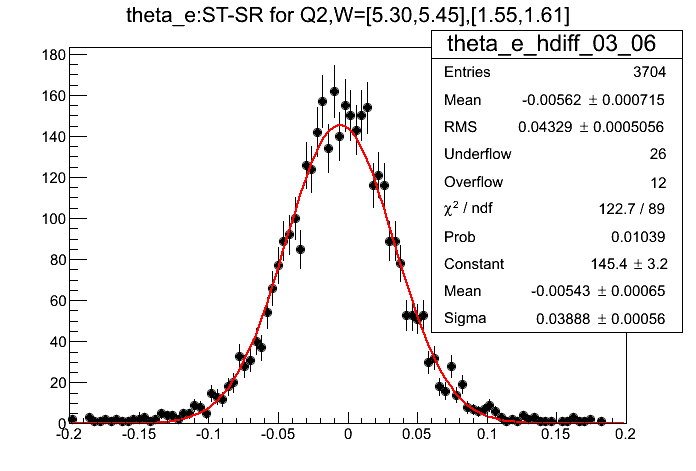 theta_e:ST-SR for Q2,W=[5.30,5.45],[1.55,1.61]
theta_e_hdiff_03_06
Entries 3704
Mean -0.00562 ± 0.000715
RMS 0.04329 ± 0.0005056
Underflow 26
Overflow 12
χ² / ndf 122.7 / 89
Prob 0.01039
Constant 145.4 ± 3.2
Mean -0.00543 ± 0.00065
Sigma 0.03888 ± 0.00056
180
160
140
120
100
80
60
40
20
0
-0.2 -0.15 -0.1 -0.05 0 0.05 0.1 0.15 0.2